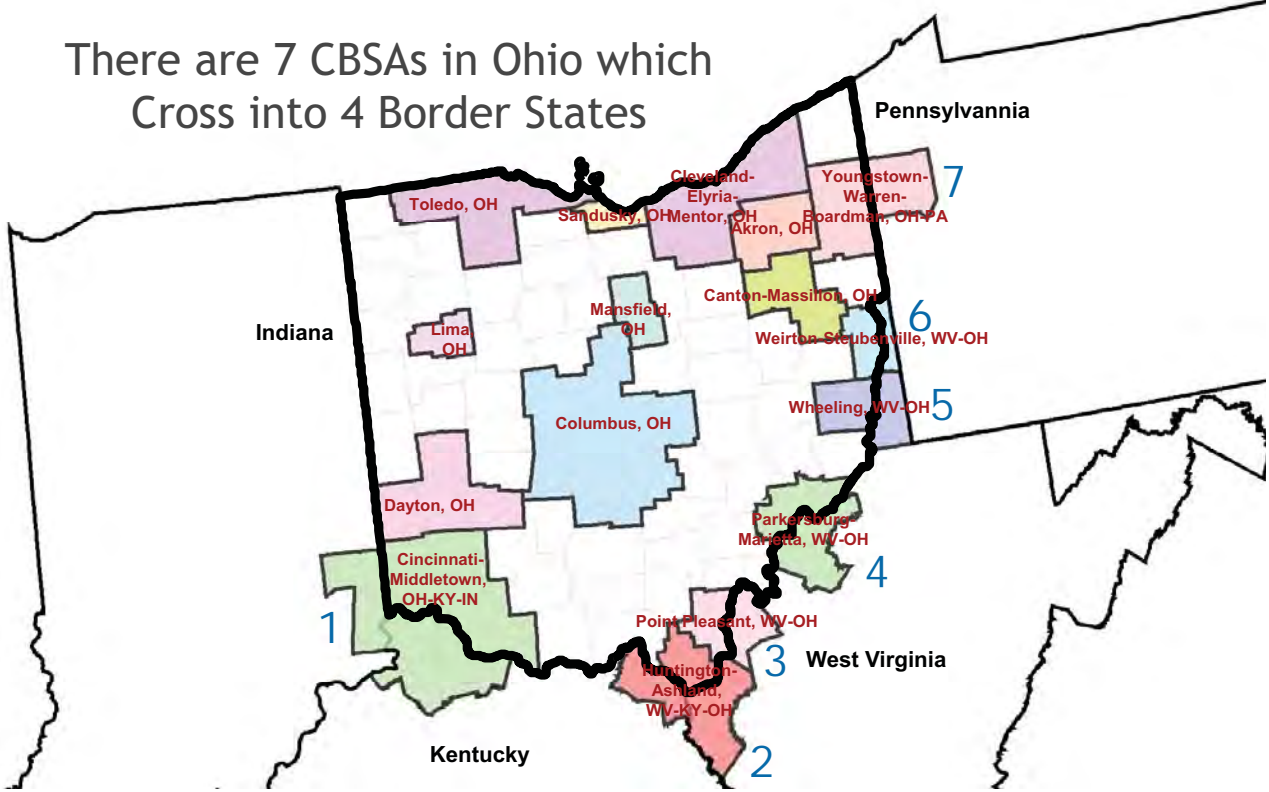 There are 7 CBSAs in Ohio which
Cross into 4 Border States
Pennsylvannia
Cleveland-
Elyria-
Mentor, OH
Youngstown-
Warren-
Boardman, OH-PA
7
Toledo, OH
Sandusky, OH
Akron, OH
Canton-Massillon, OH
Mansfield,
OH
Indiana
Lima,
OH
6
Weirton-Steubenville, WV-OH
Wheeling, WV-OH
5
Columbus, OH
Dayton, OH
Parkersburg-
Marietta, WV-OH
4
Cincinnati-
Middletown,
OH-KY-IN
1
Point Pleasant, WV-OH
3
West Virginia
Huntington-
Ashland,
WV-KY-OH
2
Kentucky